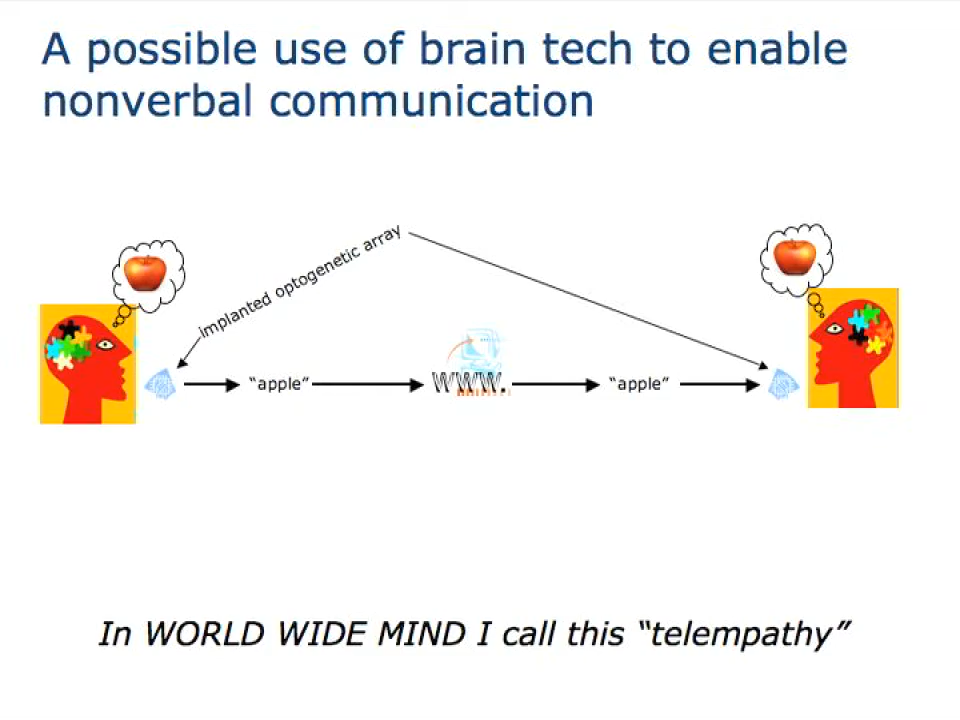 A possible use of brain tech to enable
nonverbal communication
implanted optogenetic array
“apple”
WWW.
“apple”
In WORLD WIDE MIND I call this “telempathy”